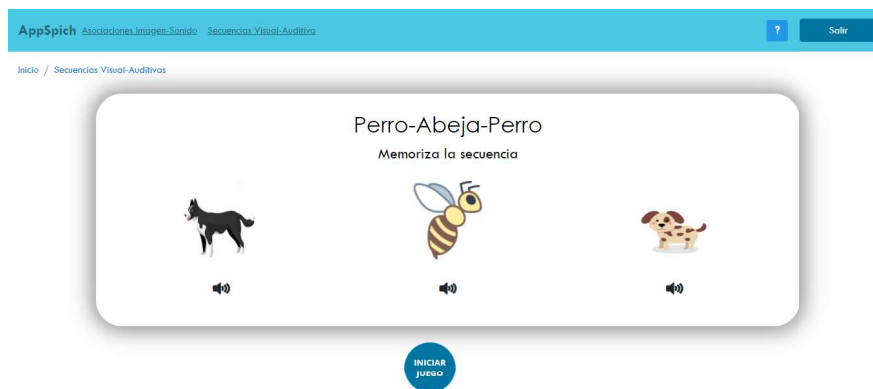 AppSpich Asociaciones Imagen-Sonido Secuencias Visual-Auditiva ? Salir
Inicio / Secuencias Visual-Auditivas
Perro-Abeja-Perro
Memoriza la secuencia
INICIAR
JUEGO